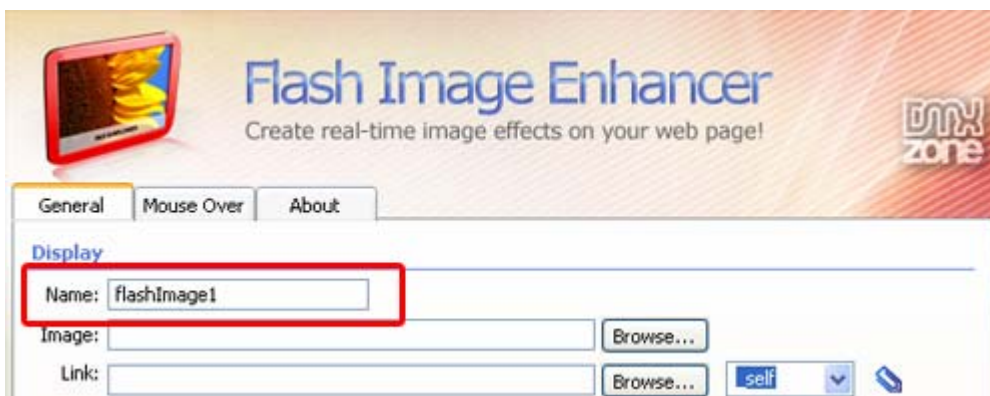 Flash Image Enhancer
Create real-time image effects on your web page!
DMX
zone
General Mouse Over About
Display
Name: flashImage1
Image: Browse...
Link: Browse... _self